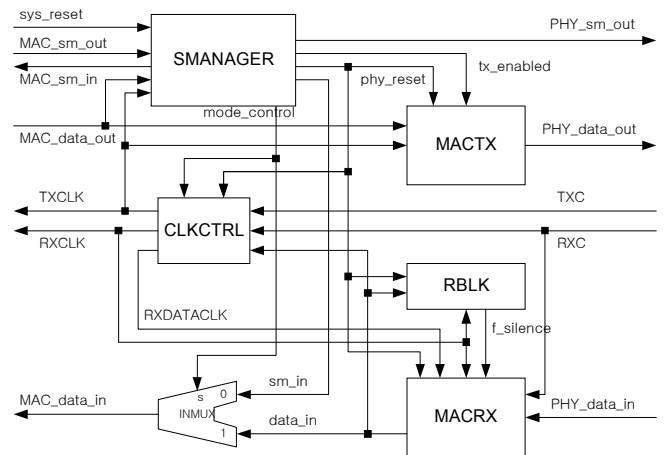 sys_reset
MAC_sm_out
MAC_sm_in
MAC_data_out
SMANAGER
mode_control
PHY_sm_out
phy_reset
tx_enabled
MACTX
PHY_data_out
TXCLK
RXCLK
CLKCTRL
TXC
RXC
RXDATACLK
RBLK
f_silence
MAC_data_in
s
0
INMUX
1
sm_in
data_in
MACRX
PHY_data_in